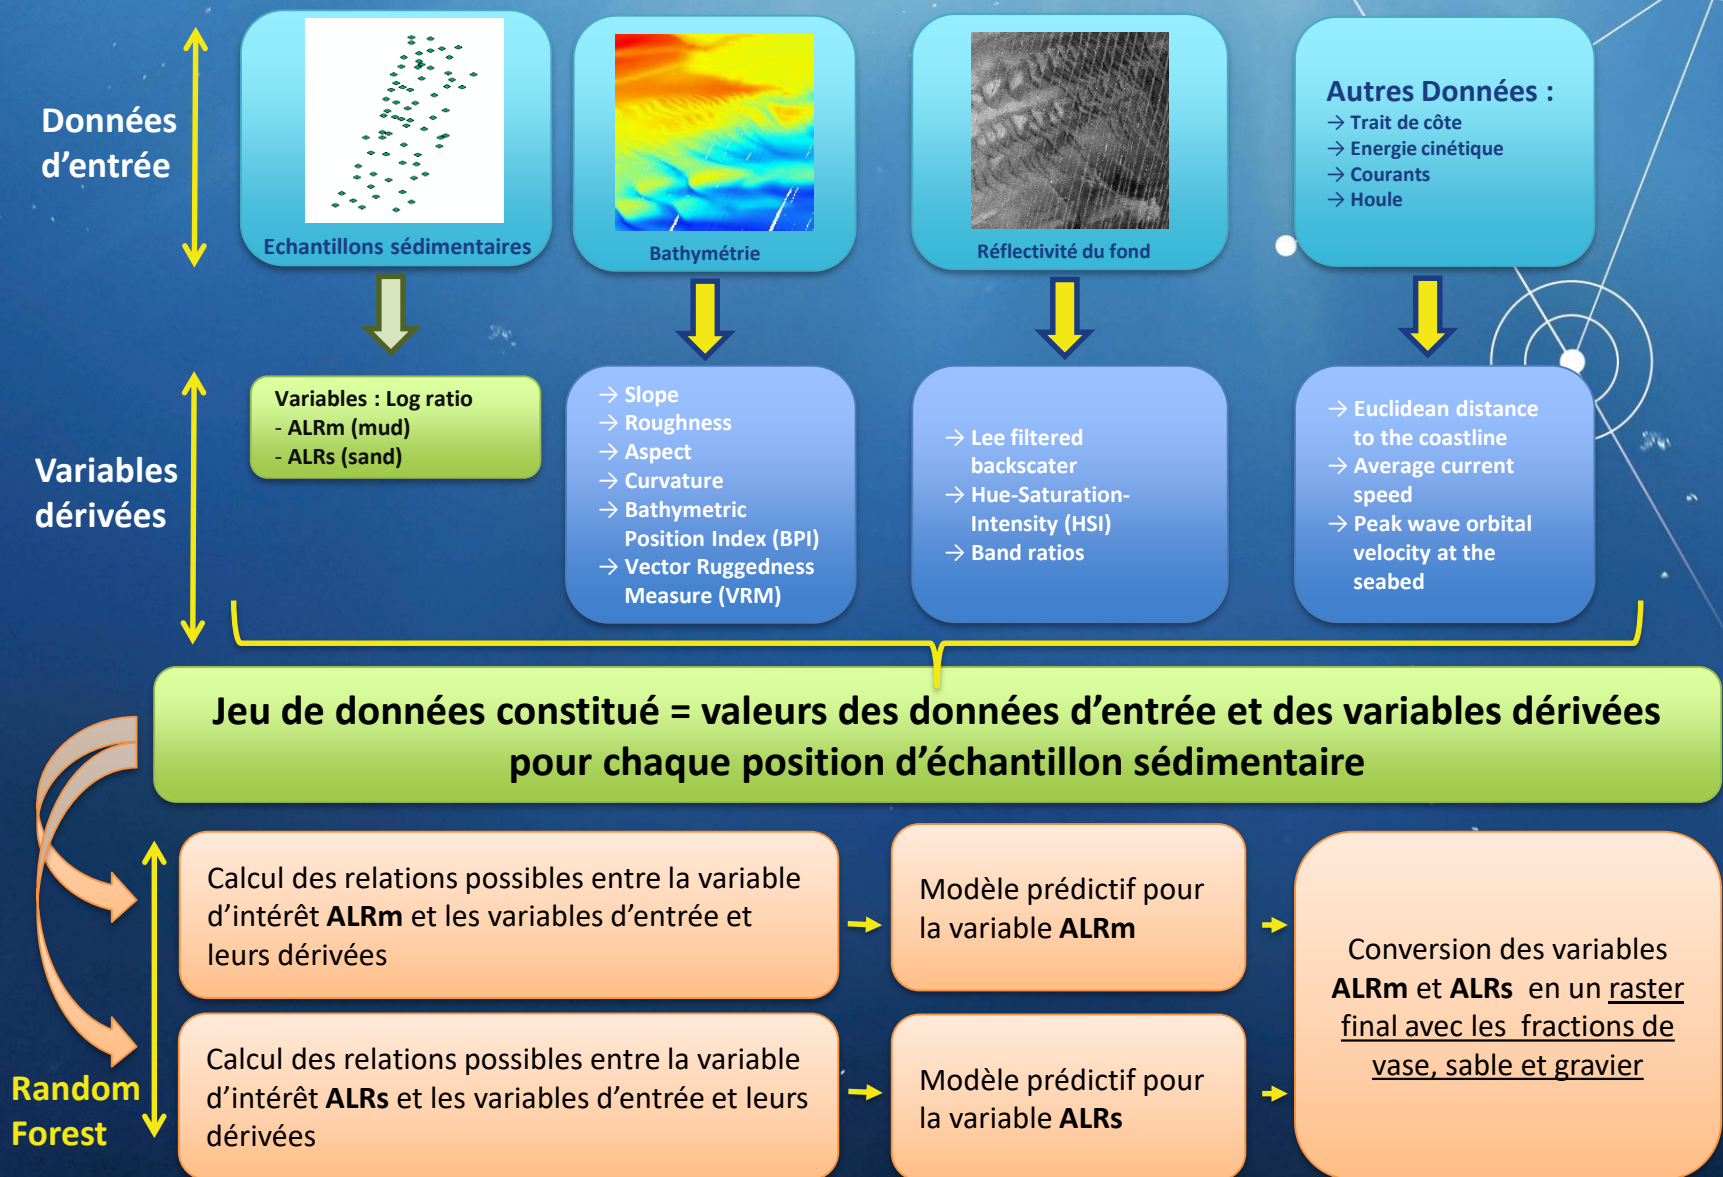 Données
d'entrée
Echantillons sédimentaires
Bathymétrie
Réflectivité du fond
Autres Données :
→ Trait de côte
→ Energie cinétique
→ Courants
→ Houle
Variables
dérivées
Variables : Log ratio
- ALRm (mud)
- ALRs (sand)
→ Slope
→ Roughness
→ Aspect
→ Curvature
→ Bathymetric
Position Index (BPI)
→ Vector Ruggedness
Measure (VRM)
→ Lee filtered
backscater
→ Hue-Saturation-
Intensity (HSI)
→ Band ratios
→ Euclidean distance
to the coastline
→ Average current
speed
→ Peak wave orbital
velocity at the
seabed
Jeu de données constitué = valeurs des données d'entrée et des variables dérivées
pour chaque position d'échantillon sédimentaire
Random
Forest
Calcul des relations possibles entre la variable
d'intérêt ALRm et les variables d'entrée et
leurs dérivées
Modèle prédictif pour
la variable ALRm
Calcul des relations possibles entre la variable
d'intérêt ALRs et les variables d'entrée et leurs
dérivées
Modèle prédictif pour
la variable ALRs
Conversion des variables
ALRm et ALRs en un raster
final avec les fractions de
vase, sable et gravier